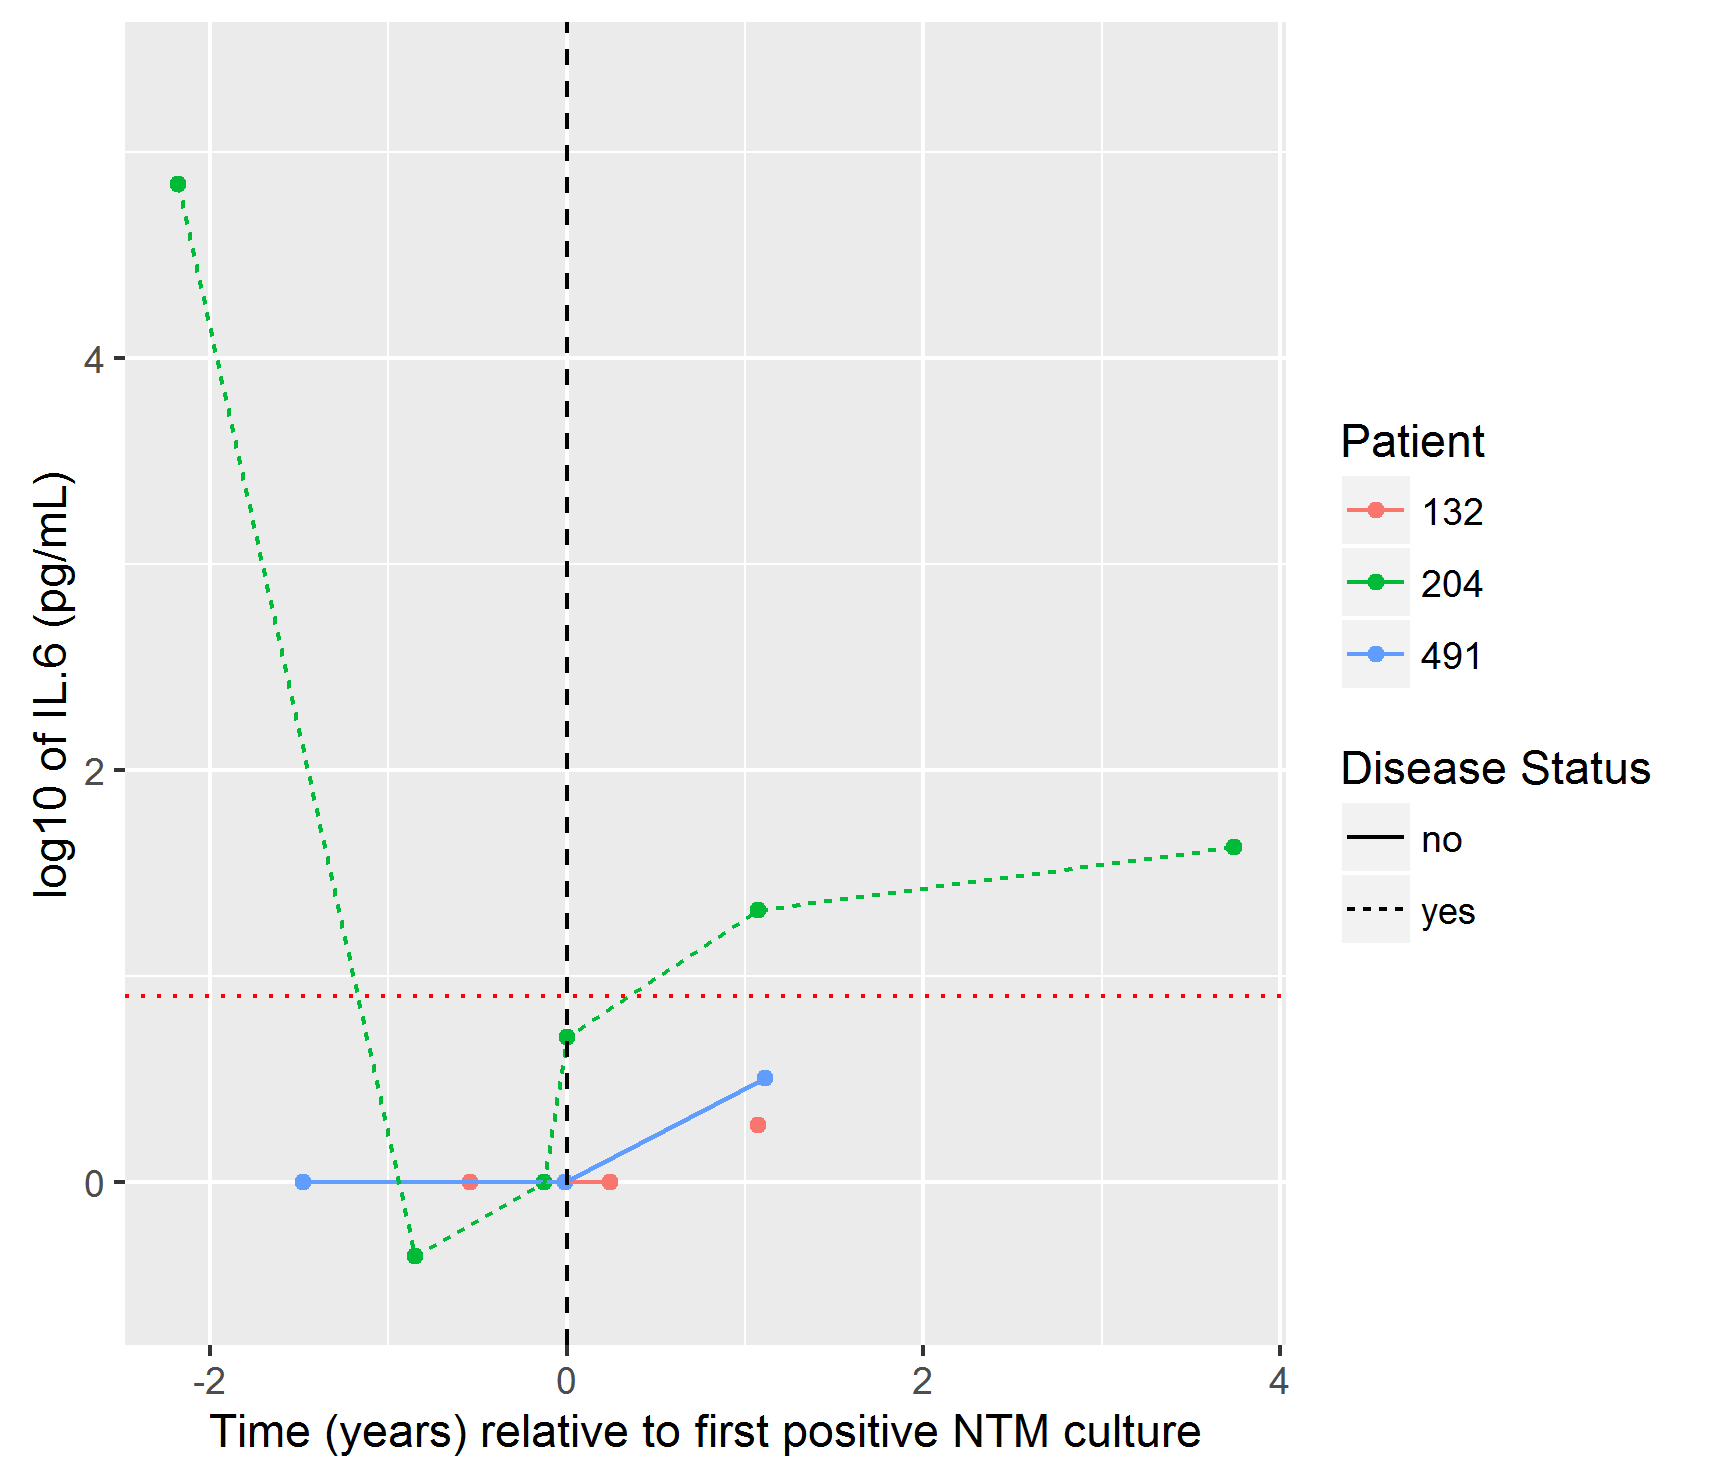 log10 of IL.6 (pg/mL)
4
2
0
-2
0
2
4
Time (years) relative to first positive NTM culture
Patient
132
204
491
Disease Status
no
yes